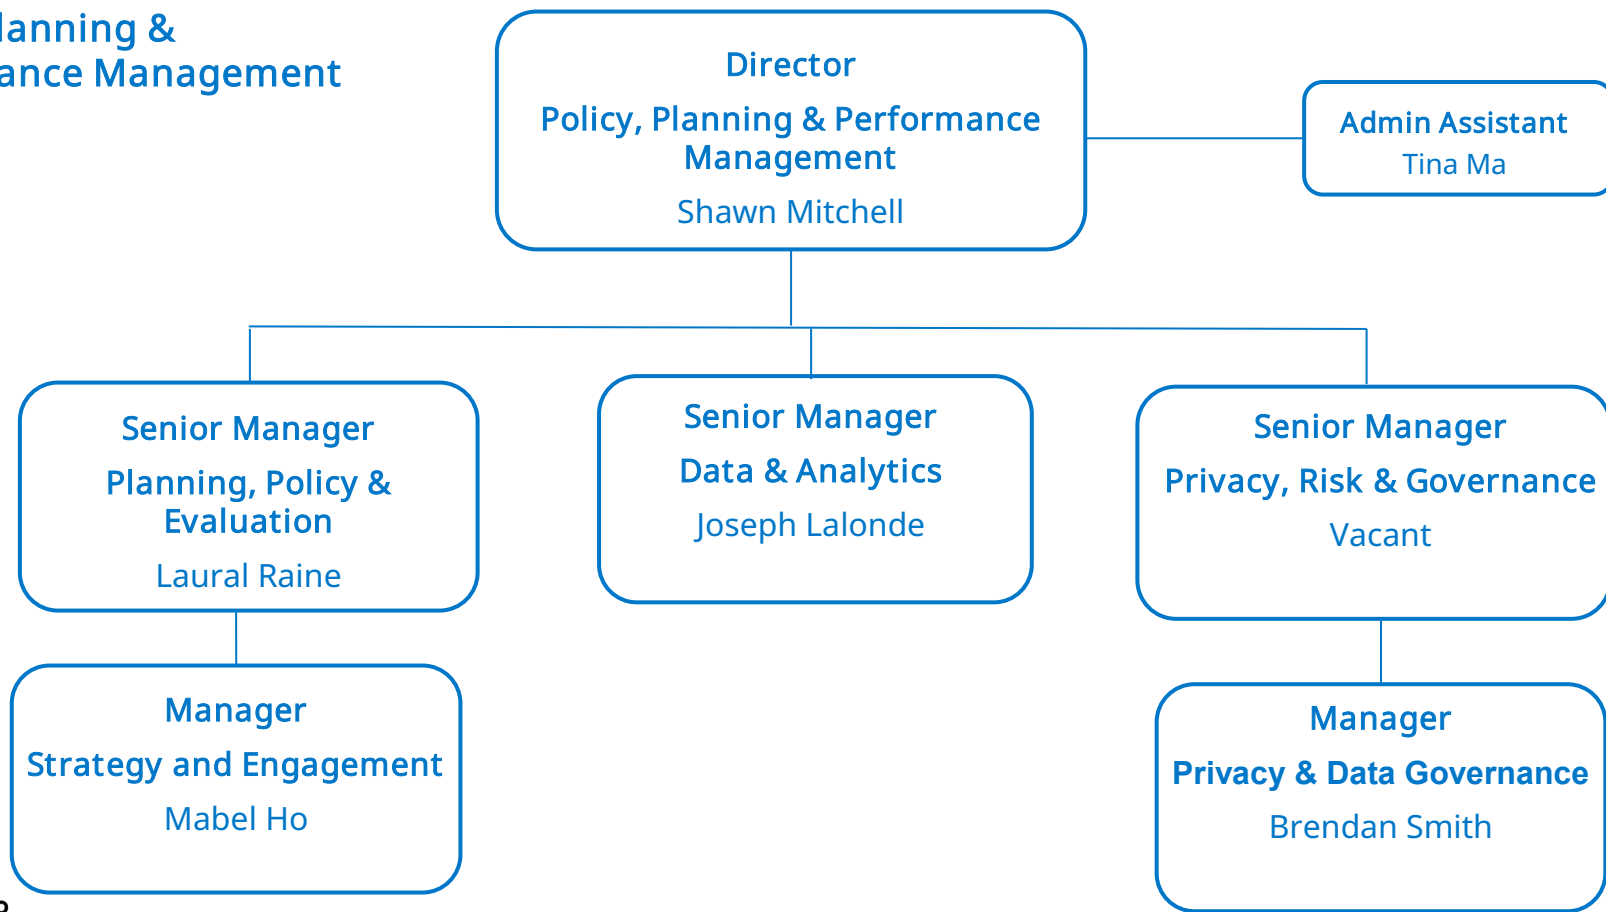 lanning &
ance Management
Director
Policy, Planning & Performance
Management
Shawn Mitchell
Admin Assistant
Tina Ma
Senior Manager
Planning, Policy &
Evaluation
Laural Raine
Senior Manager
Data & Analytics
Joseph Lalonde
Senior Manager
Privacy, Risk & Governance
Vacant
Manager
Strategy and Engagement
Mabel Ho
Manager
Privacy & Data Governance
Brendan Smith